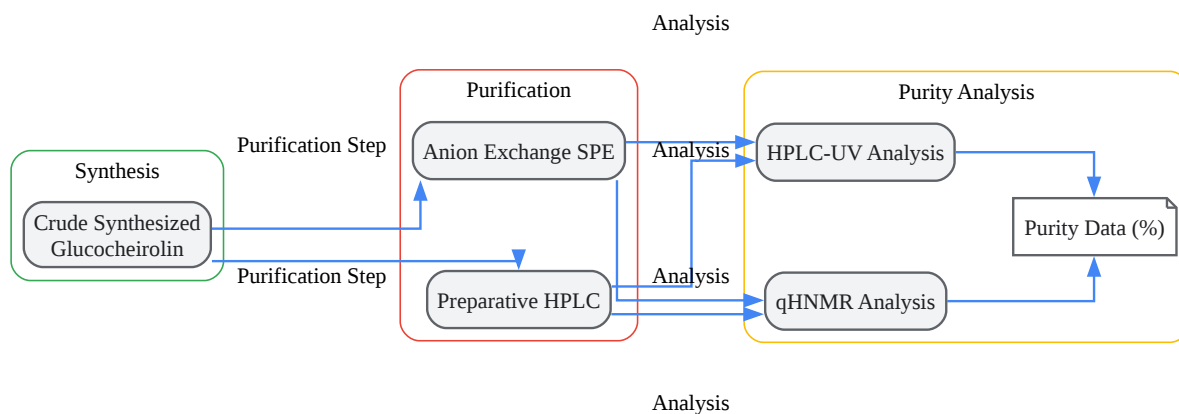 Analysis
Purification
Purity Analysis
Purification Step
Anion Exchange SPE
Analysis
HPLC-UV Analysis
Synthesis
Crude Synthesized
Glucocheirolin
Purity Data (%)
Purification Step
Preparative HPLC
Analysis
qHNMR Analysis
Analysis